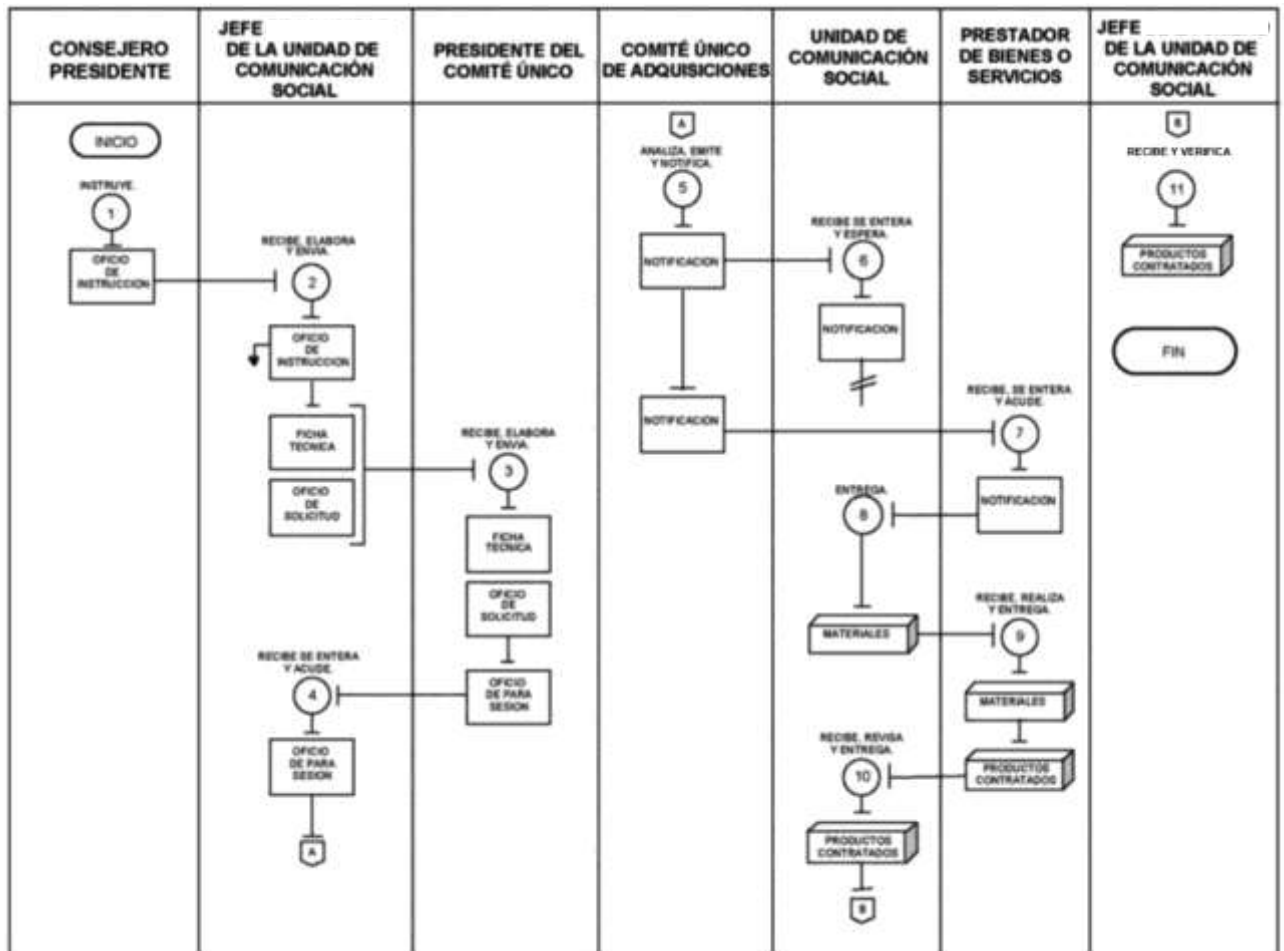 CONSEJERO
PRESIDENTE
JEFE
DE LA UNIDAD DE
COMUNICACIÓN
SOCIAL
PRESIDENTE DEL
COMITÉ ÚNICO
COMITÉ ÚNICO
DE ADQUISICIONES
UNIDAD DE
COMUNICACIÓN
SOCIAL
PRESTADOR
DE BIENES O
SERVICIOS
JEFE
DE LA UNIDAD DE
COMUNICACIÓN
SOCIAL
INICIO
INSTRUYE.
1
OFICIO
DE
INSTRUCCION
RECIBE, ELABORA
Y ENVIA.
2
OFICIO
DE
INSTRUCCION
FICHA
TECNICA
OFICIO
DE
SOLICITUD
RECIBE SE ENTERA
Y ACUDE.
4
OFICIO
DE PARA
SESION
A
RECIBE, ELABORA
Y ENVIA.
3
FICHA
TECNICA
OFICIO
DE
SOLICITUD
OFICIO
DE PARA
SESION
A
ANALIZA, EMITE
Y NOTIFICA.
5
NOTIFICACION
NOTIFICACION
RECIBE SE ENTERA
Y ESPERA.
6
NOTIFICACION
ENTREGA.
8
MATERIALES
RECIBE, REVISA
Y ENTREGA.
10
PRODUCTOS
CONTRATADOS
B
RECIBE, SE ENTERA
Y ACUDE.
7
NOTIFICACION
RECIBE, REALIZA
Y ENTREGA.
9
MATERIALES
PRODUCTOS
CONTRATADOS
B
RECIBE Y VERIFICA
11
PRODUCTOS
CONTRATADOS
FIN